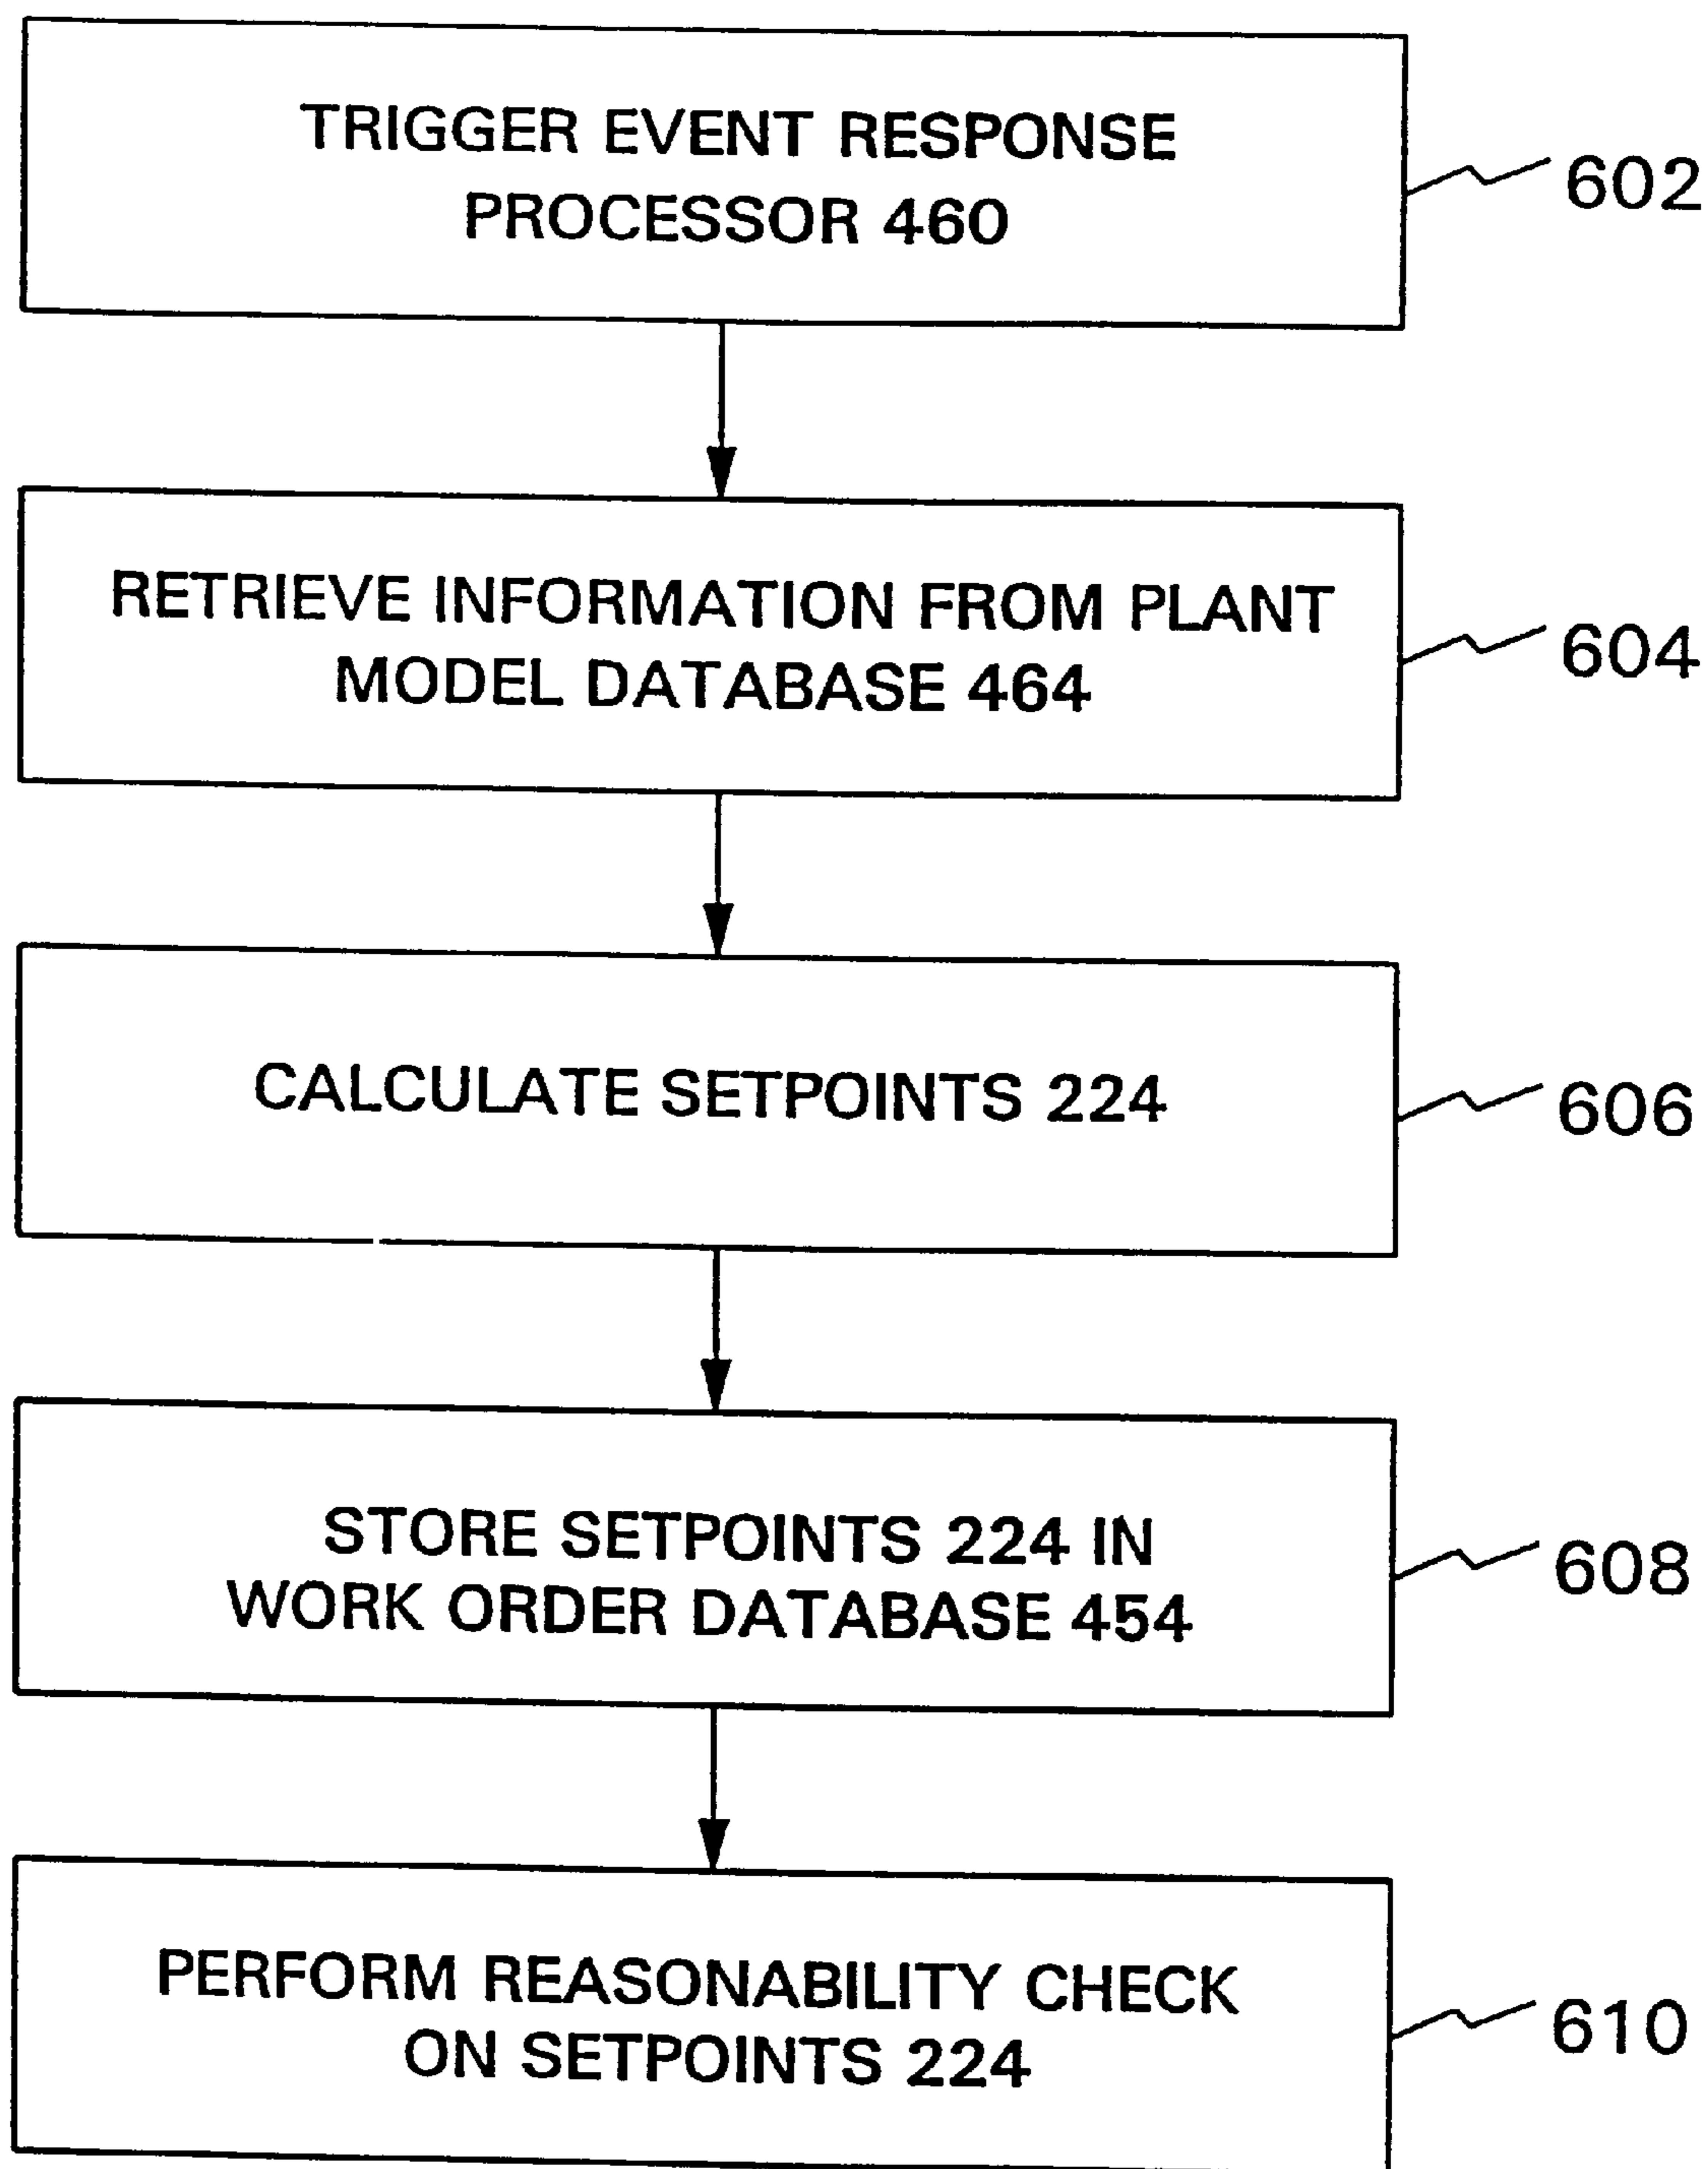 TRIGGER EVENT RESPONSE
PROCESSOR 460
602
RETRIEVE INFORMATION FROM PLANT
MODEL DATABASE 464
604
CALCULATE SETPOINTS 224
606
STORE SETPOINTS 224 IN
WORK ORDER DATABASE 454
608
PERFORM REASONABILITY CHECK
ON SETPOINTS 224
610